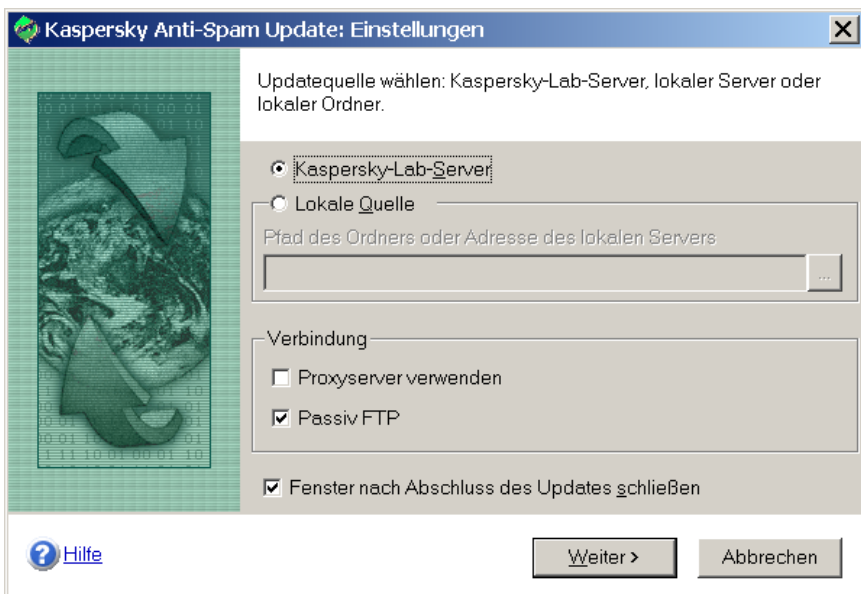 Kaspersky Anti-Spam Update: Einstellungen
Updatequelle wählen: Kaspersky-Lab-Server, lokaler Server oder
lokaler Ordner.
Kaspersky-Lab-Server
Lokale Quelle
Pfad des Ordners oder Adresse des lokalen Servers
...
Verbindung
Proxyserver verwenden
Passiv FTP
Fenster nach Abschluss des Updates schließen
Hilfe
Weiter >
Abbrechen